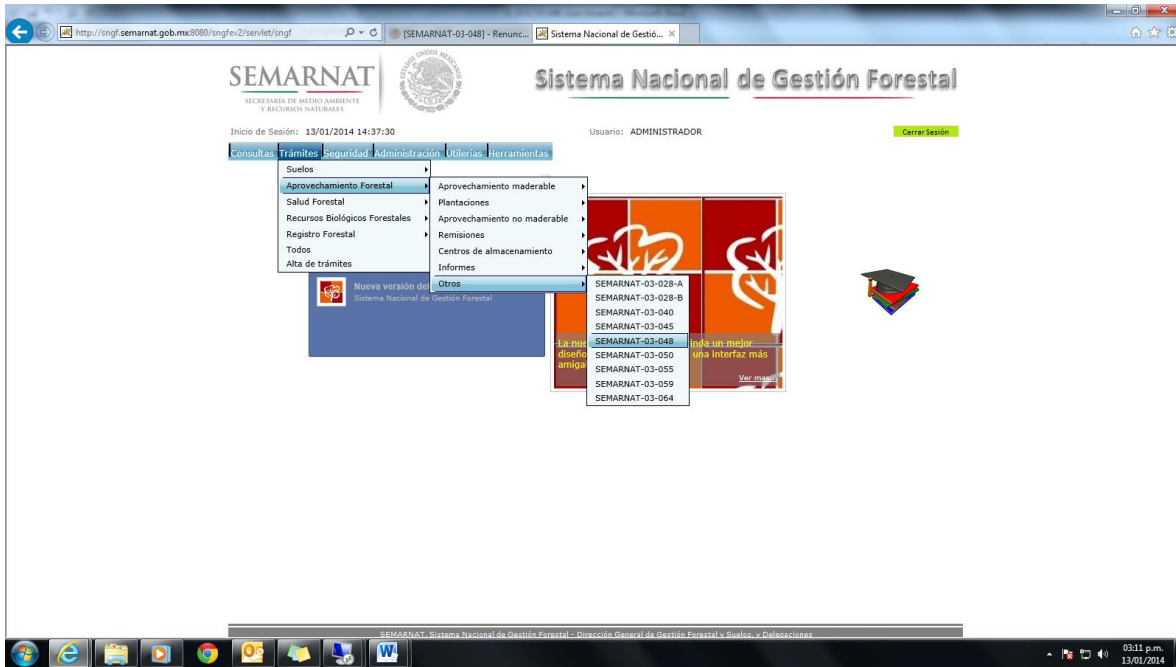 http://sngf.semarnat.gob.mx:8080/sngfev2/servlet/sngf
[SEMARNAT-03-048] - Renunc...
Sistema Nacional de Gestió...
SEMARNAT
SECRETARÍA DE MEDIO AMBIENTE
Y RECURSOS NATURALES
Sistema Nacional de Gestión Forestal
Inicio de Sesión: 13/01/2014 14:37:30
Usuario: ADMINISTRADOR
Cerrar Sesión
Consultas Trámites Seguridad Administración Utilerías Herramientas
Suelos
Aprovechamiento Forestal
Salud Forestal
Recursos Biológicos Forestales
Registro Forestal
Todos
Alta de trámites
Aprovechamiento maderable
Plantaciones
Aprovechamiento no maderable
Remisiones
Centros de almacenamiento
Informes
Otros
SEMARNAT-03-028-A
SEMARNAT-03-028-B
SEMARNAT-03-040
SEMARNAT-03-045
SEMARNAT-03-048
SEMARNAT-03-050
SEMARNAT-03-055
SEMARNAT-03-059
SEMARNAT-03-064
Nueva versión del
Sistema Nacional de Gestión Forestal
La
inda un mejor
diseño
una interfaz más
Ver mas
SEMARNAT, Sistema Nacional de Gestión Forestal - Dirección General de Gestión Forestal y Suelos, y Delegaciones
03:11 p.m.
13/01/2014